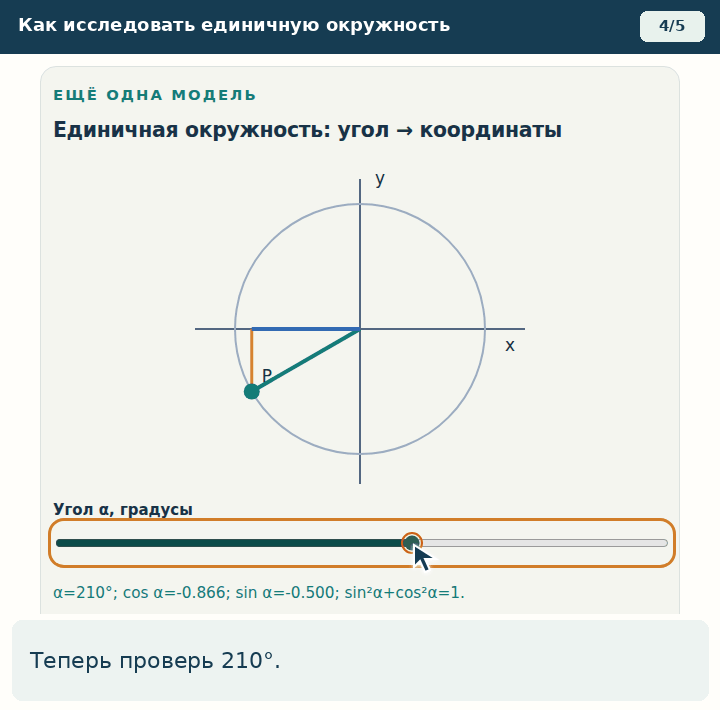 Как исследовать единичную окружность
4/5
ЕЩЁ ОДНА МОДЕЛЬ
Единичная окружность: угол → координаты
y
x
P
Угол α, градусы
α=210°; cos α=-0.866; sin α=-0.500; sin²α+cos²α=1.
Теперь проверь 210°.